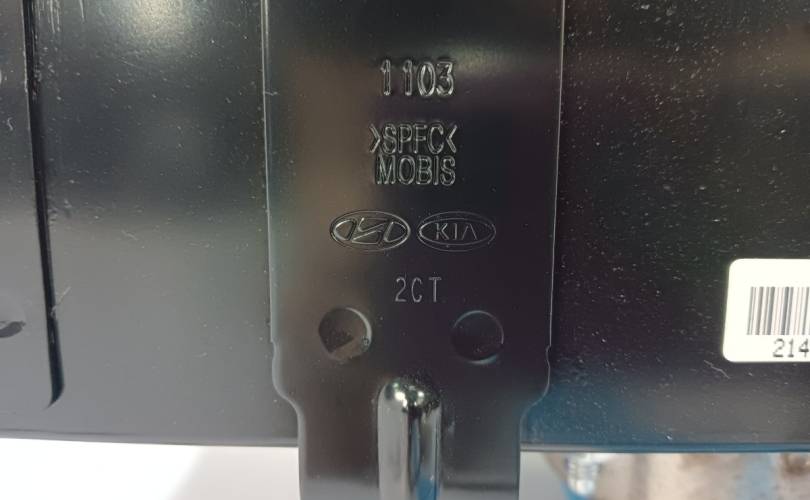 1103
>SPFC<
MOBIS
KIA
2CT
214